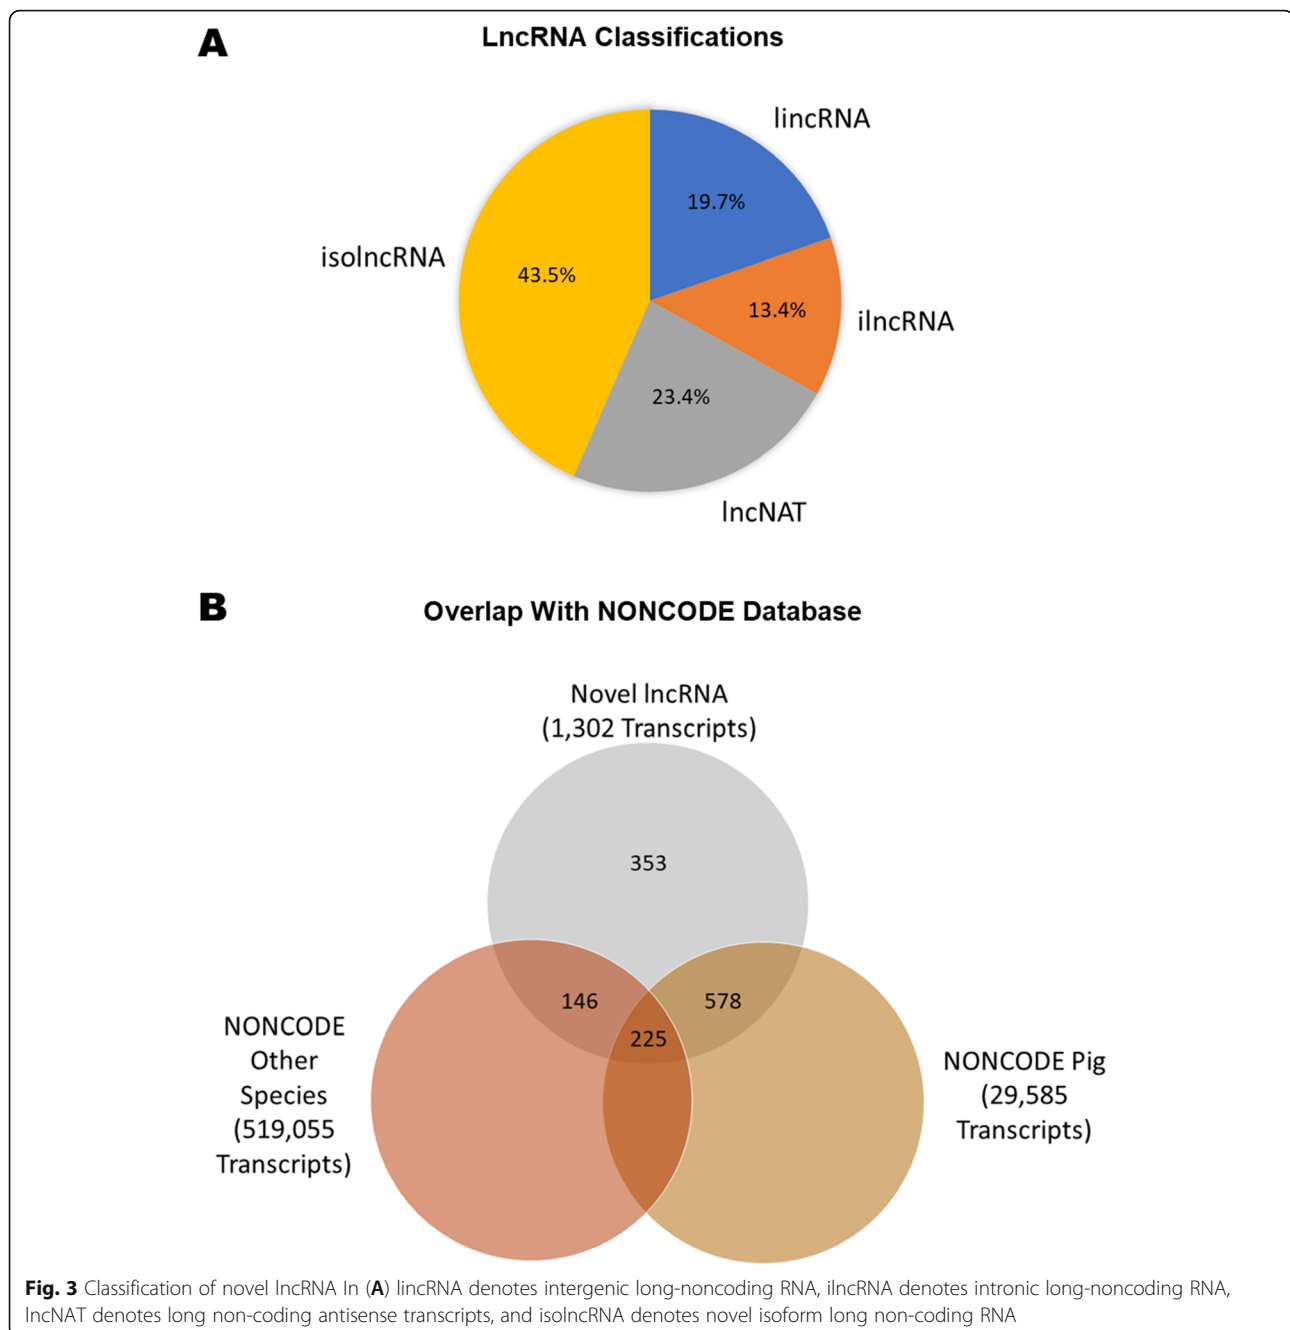 A
LncRNA Classifications
lincRNA
19.7%
isolncRNA
43.5%
13.4%
ilncRNA
23.4%
lncNAT
B
Overlap With NONCODE Database
Novel lncRNA
(1,302 Transcripts)
353
146
578
225
NONCODE
Other
Species
(519,055
Transcripts)
NONCODE Pig
(29,585
Transcripts)
Fig. 3 Classification of novel lncRNA In (A) lincRNA denotes intergenic long-noncoding RNA, ilncRNA denotes intronic long-noncoding RNA,
lncNAT denotes long non-coding antisense transcripts, and isolncRNA denotes novel isoform long non-coding RNA